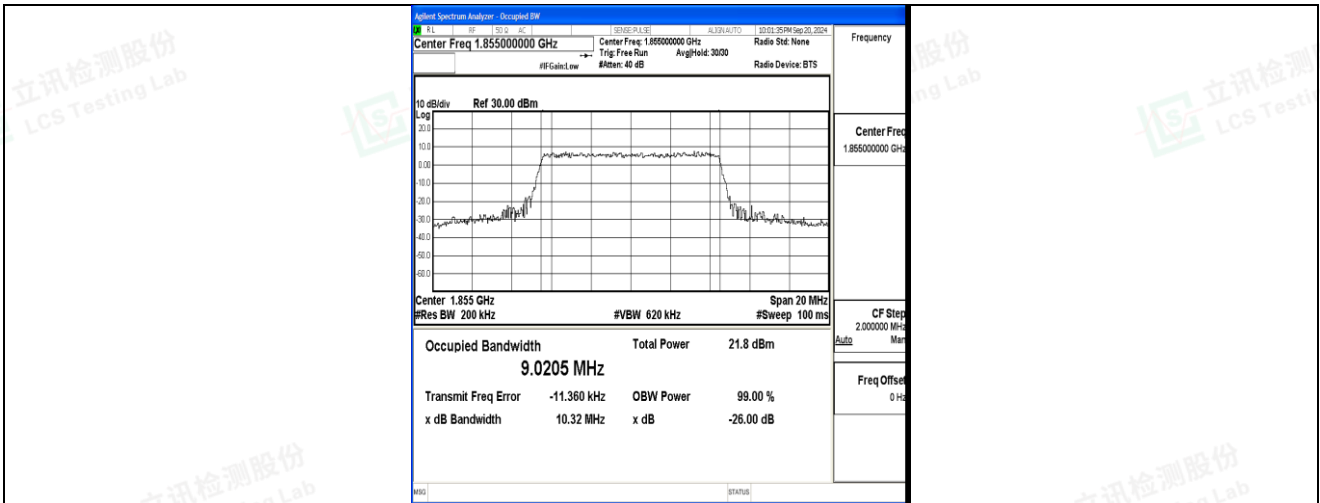 Agilent Spectrum Analyzer - Occupied BW
RL RF 50 Ω AC SENSE:PULSE ALIGN AUTO 10:01:35 PM Sep 20, 2024
Center Freq 1.855000000 GHz
Center Freq: 1.855000000 GHz
Radio Std: None
Trig: Free Run Avg|Hold: 30/30
#IFGain:Low #Atten: 40 dB Radio Device: BTS
Frequency
10 dB/div Ref 30.00 dBm
Log
20.0
10.0
0.00
-10.0
-20.0
-30.0
-40.0
-50.0
-60.0
Center Freq
1.855000000 GHz
Center 1.855 GHz Span 20 MHz
#Res BW 200 kHz #VBW 620 kHz #Sweep 100 ms
CF Step
2.000000 MHz
Auto Man
Occupied Bandwidth Total Power 21.8 dBm
9.0205 MHz
Transmit Freq Error -11.360 kHz OBW Power 99.00 %
x dB Bandwidth 10.32 MHz x dB -26.00 dB
Freq Offset
0 Hz
MSG STATUS
立讯检测股份
LCS Testing Lab